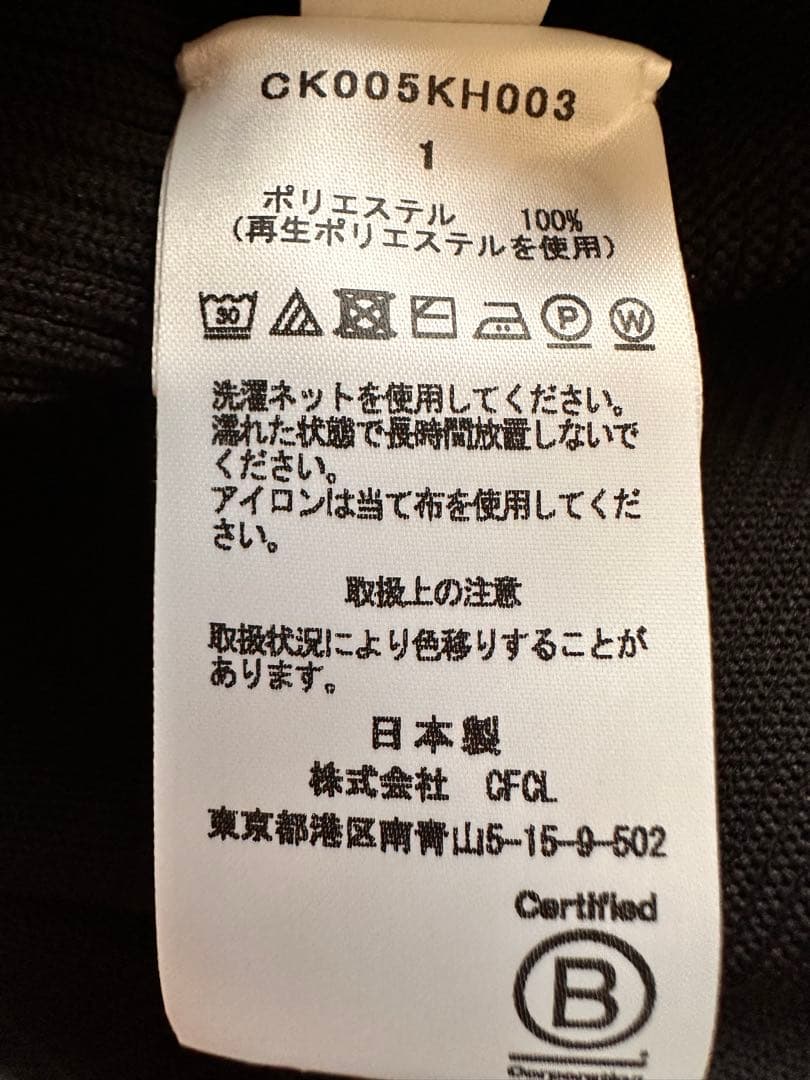 CK005KH003
1
ポリエステル 100%
(再生ポリエステルを使用)
30 P W
洗濯ネットを使用してください。
濡れた状態で長時間放置しないで
ください。
アイロンは当て布を使用してくだ
さい。
取扱上の注意
取扱状況により色移りすることが
あります。
日本製
株式会社 CFCL
東京都港区南青山5-15-9-502
Certified
B